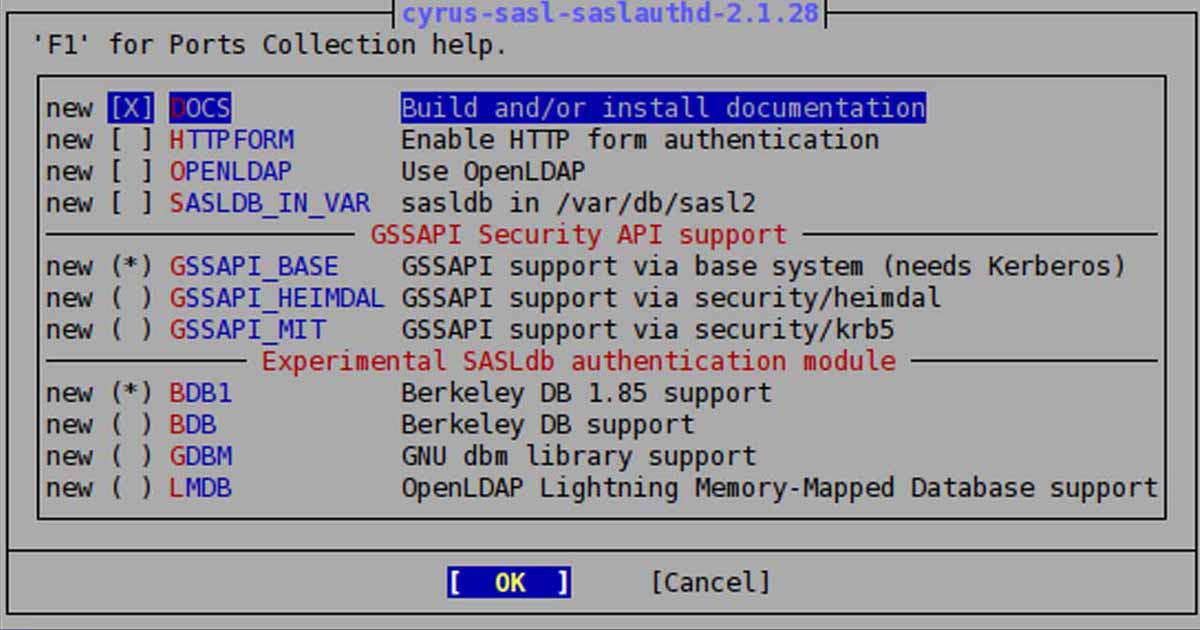 cyrus-sasl-saslauthd-2.1.28
'F1' for Ports Collection help.
new [X] DOCS Build and/or install documentation
new [ ] HTTPFORM Enable HTTP form authentication
new [ ] OPENLDAP Use OpenLDAP
new [ ] SASLDB_IN_VAR sasldb in /var/db/sasl2
GSSAPI Security API support
new (*) GSSAPI_BASE GSSAPI support via base system (needs Kerberos)
new ( ) GSSAPI_HEIMDAL GSSAPI support via security/heimdal
new ( ) GSSAPI_MIT GSSAPI support via security/krb5
Experimental SASLdb authentication module
new (*) BDB1 Berkeley DB 1.85 support
new ( ) BDB Berkeley DB support
new ( ) GDBM GNU dbm library support
new ( ) LMDB OpenLDAP Lightning Memory-Mapped Database support
[ OK ] [Cancel]